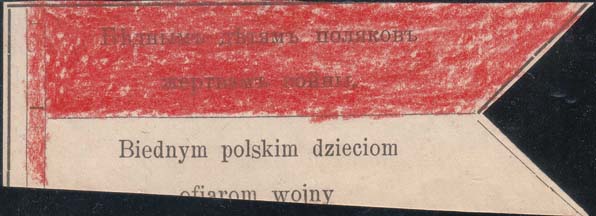 Бѣднымъ дѣтямъ поляковъ
жертвамъ войны.
Biednym polskim dzieciom
ofiarom wojny